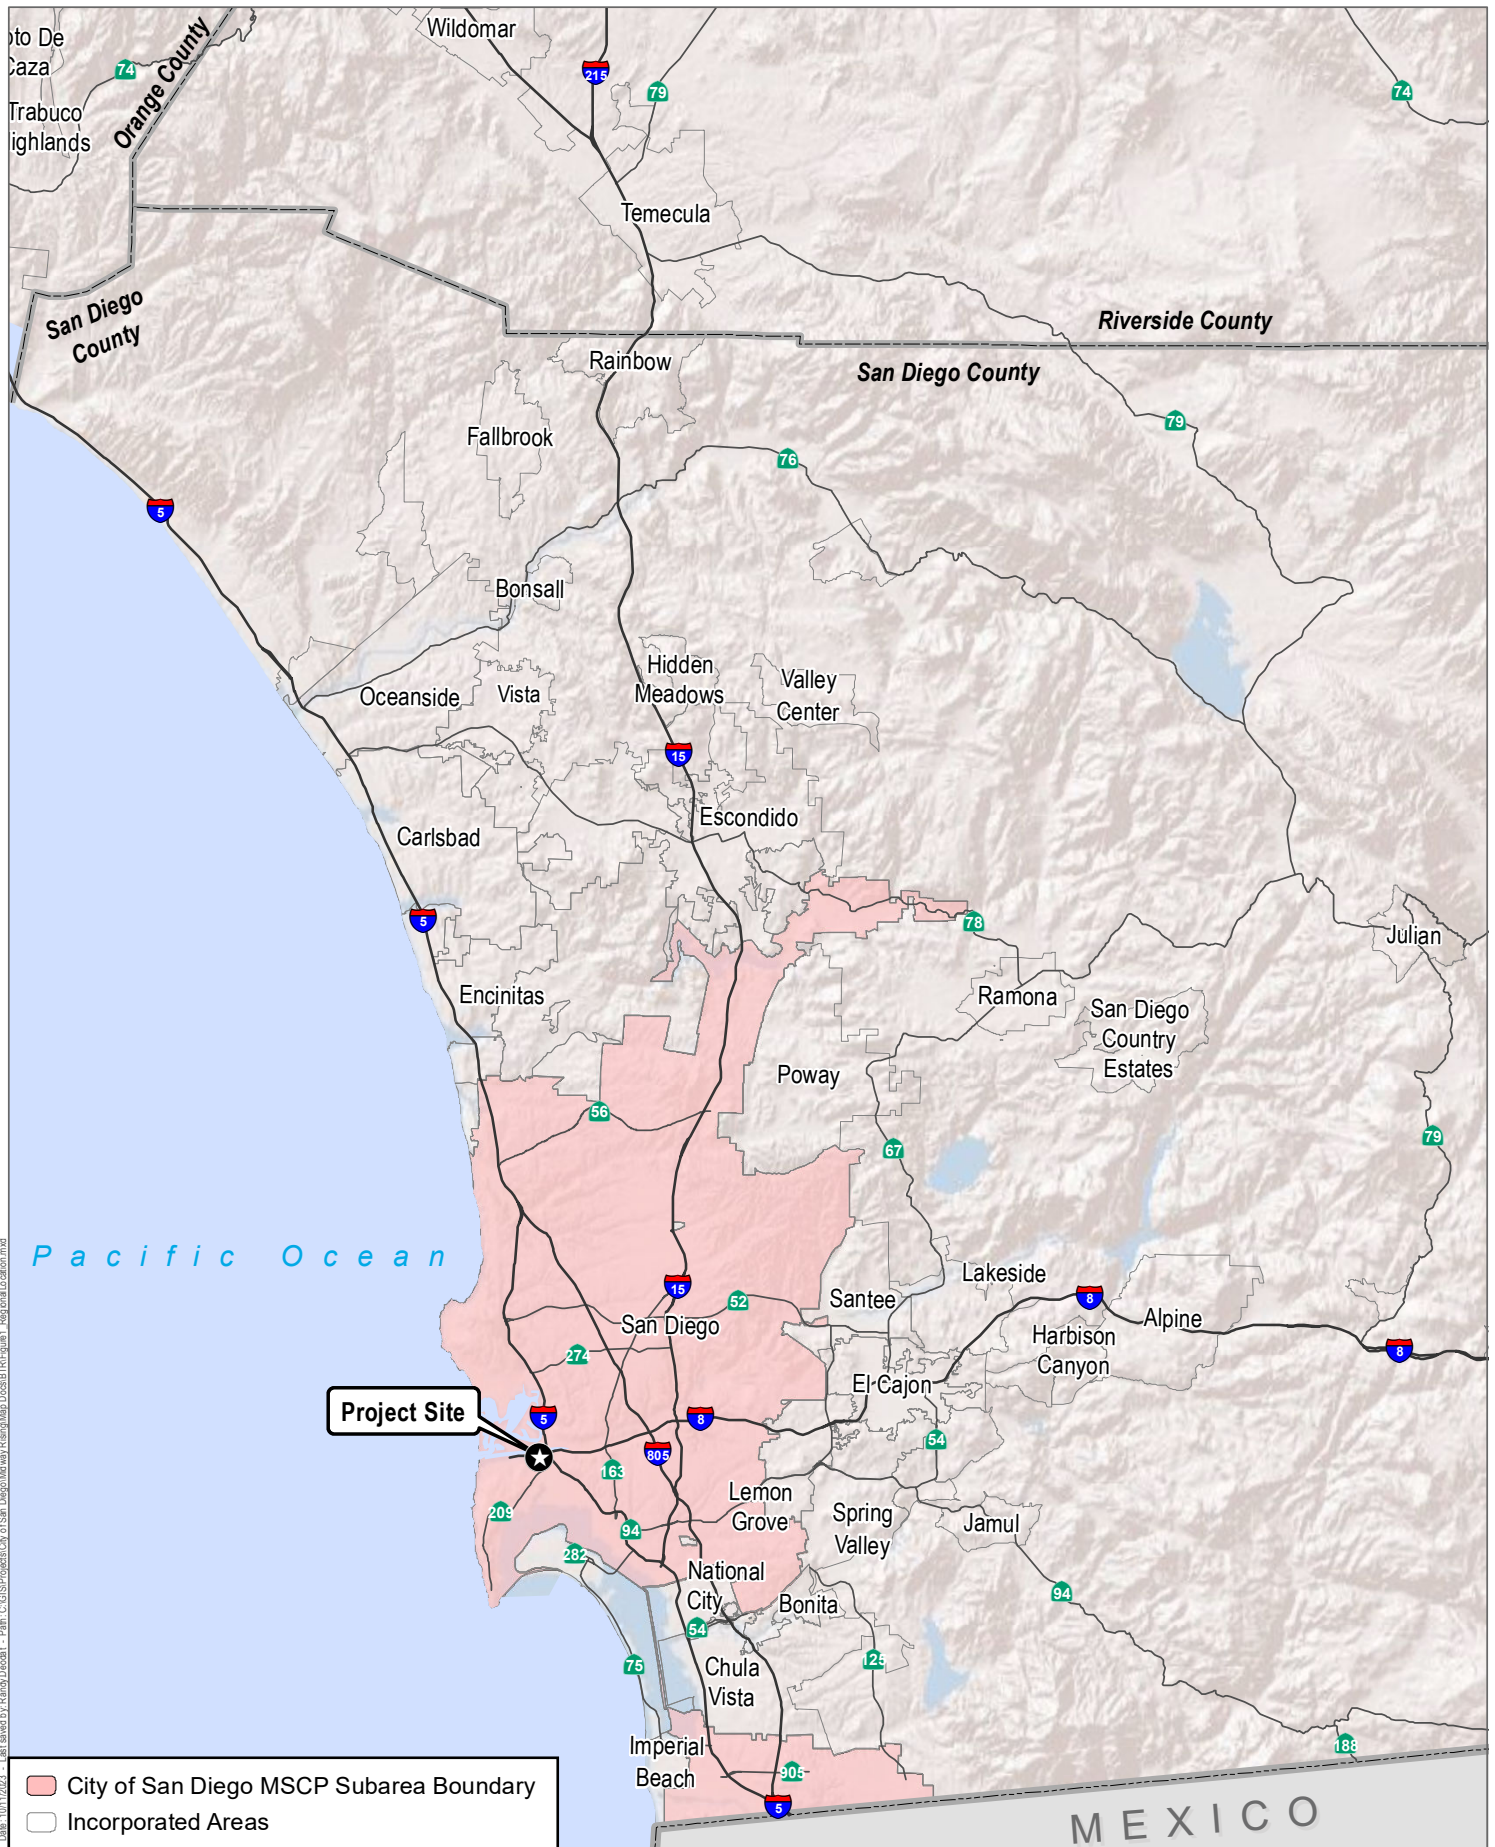 Wildomar
oto De
Caza
74
Orange County
215
79
74
Trabuco
ighlands
Temecula
San Diego
County
Riverside County
San Diego County
Rainbow
79
Fallbrook
76
5
Bonsall
Hidden
Meadows
Valley
Center
Oceanside
Vista
15
Escondido
Carlsbad
5
78
Julian
Encinitas
Ramona
San Diego
Country
Estates
Poway
56
67
79
Pacific Ocean
Lakeside
15
52
Santee
8
Alpine
San Diego
Harbison
Canyon
8
274
El Cajon
Project Site
5
8
54
805
163
Lemon
Grove
209
94
Spring
Valley
Jamul
282
National
City
Bonita
94
54
75
Chula
Vista
125
Imperial
Beach
905
188
5
MEXICO
City of San Diego MSCP Subarea Boundary
Incorporated Areas